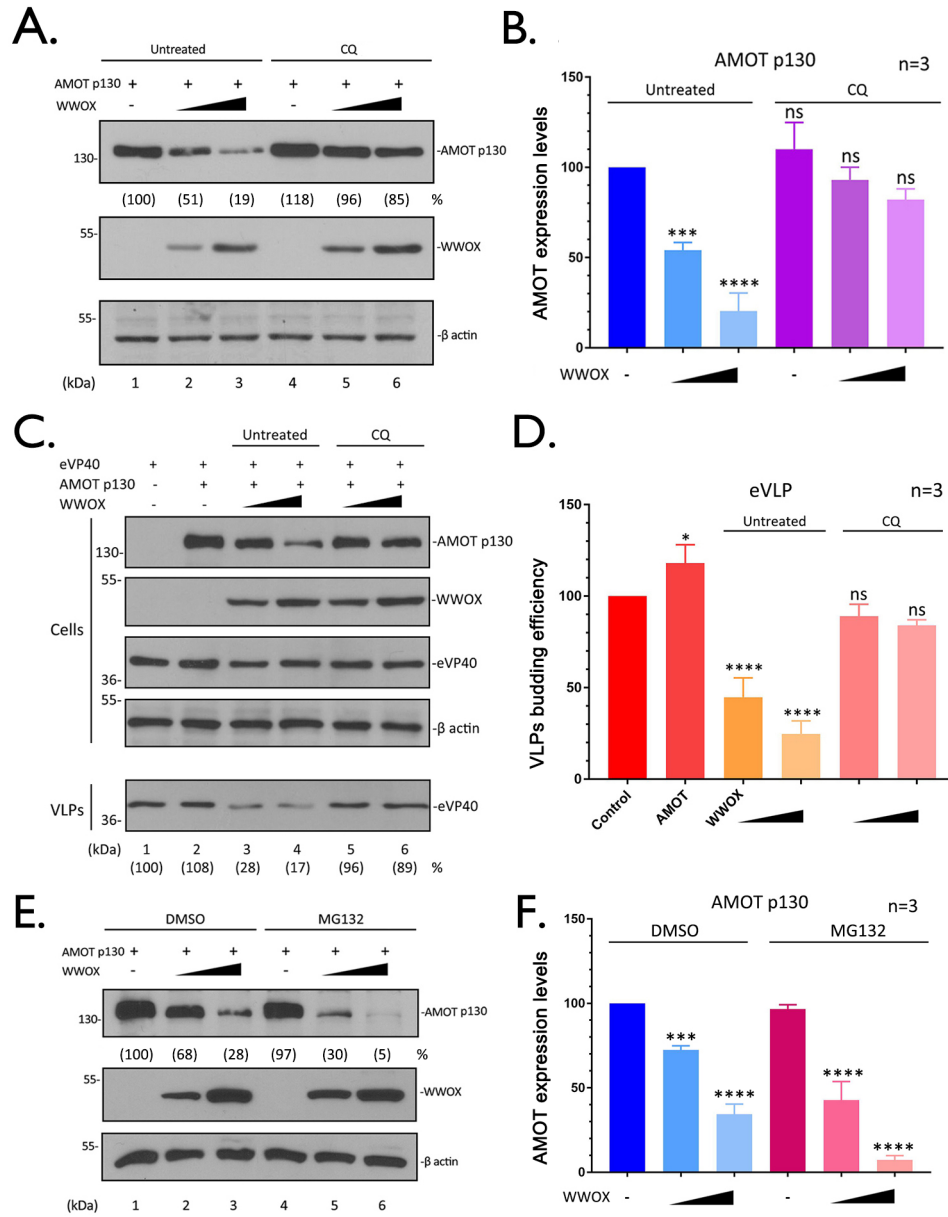 A.
Untreated CQ
AMOT p130 + + + + + +
WWOX - -
130- -AMOT p130
(100) (51) (19) (118) (96) (85) %
55- -WWOX
55- -β actin
(kDa) 1 2 3 4 5 6
B.
AMOT p130 n=3
Untreated CQ
AMOT expression levels
150
100
50
0
*** **** ns ns ns
WWOX - -
C.
Untreated CQ
eVP40 + + + + + +
AMOT p130 - + + + + +
WWOX - -
Cells
130- -AMOT p130
55- -WWOX
36- -eVP40
55- -β actin
VLPs
36- -eVP40
(kDa) 1 2 3 4 5 6
(100) (108) (28) (17) (96) (89) %
D.
eVLP n=3
Untreated CQ
VLPs budding efficiency
150
100
50
0
* **** **** ns ns
Control AMOT WWOX
E.
DMSO MG132
AMOT p130 + + + + + +
WWOX - -
130- -AMOT p130
(100) (68) (28) (97) (30) (5) %
55- -WWOX
55- -β actin
(kDa) 1 2 3 4 5 6
F.
AMOT p130 n=3
DMSO MG132
AMOT expression levels
150
100
50
0
*** **** **** ****
WWOX - -